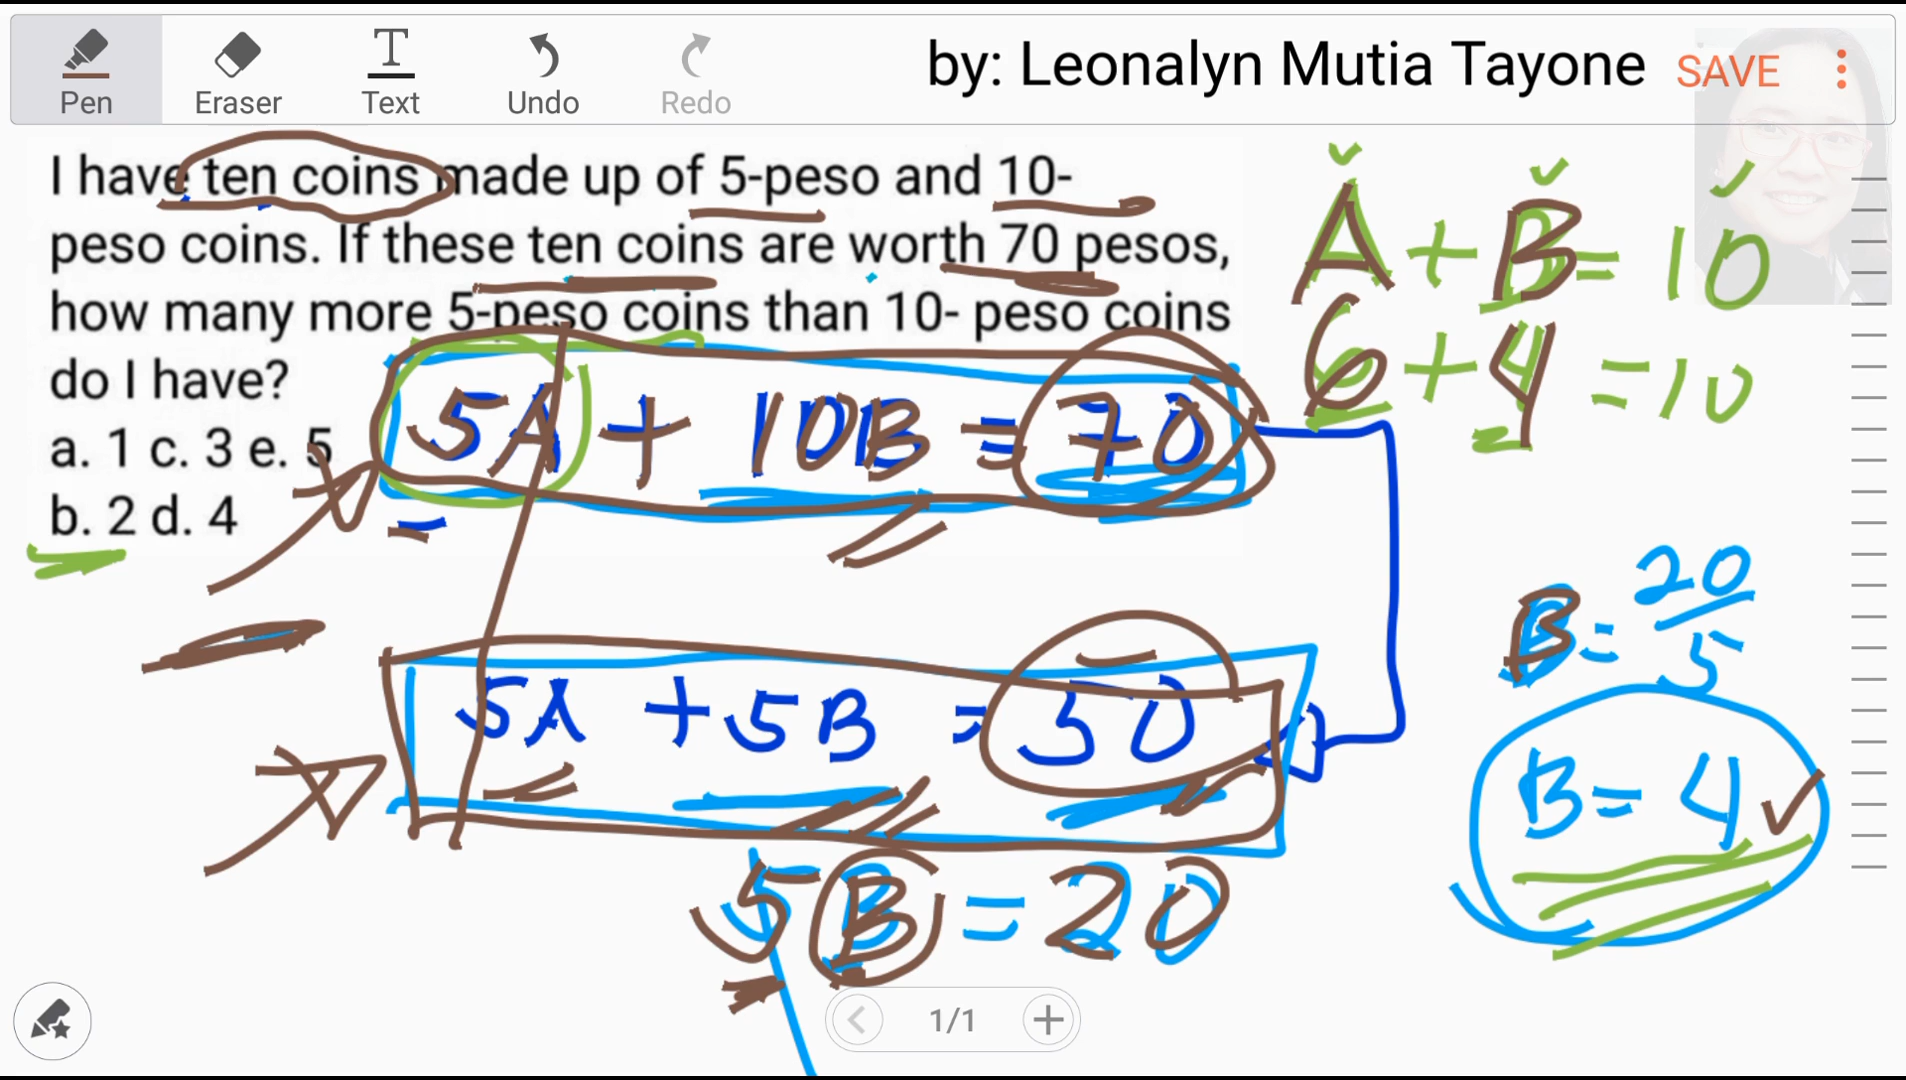 Pen Eraser Text Undo Redo by: Leonalyn Mutia Tayone SAVE
I have ten coins made up of 5-peso and 10-
peso coins. If these ten coins are worth 70 pesos,
how many more 5-peso coins than 10- peso coins
do I have?
a. 1 c. 3 e. 5
b. 2 d. 4
A + B = 10
6 + 4 = 10
5A + 10B = 70
5A + 5B = 50
5B = 20
B = 20/5
B = 4
1/1